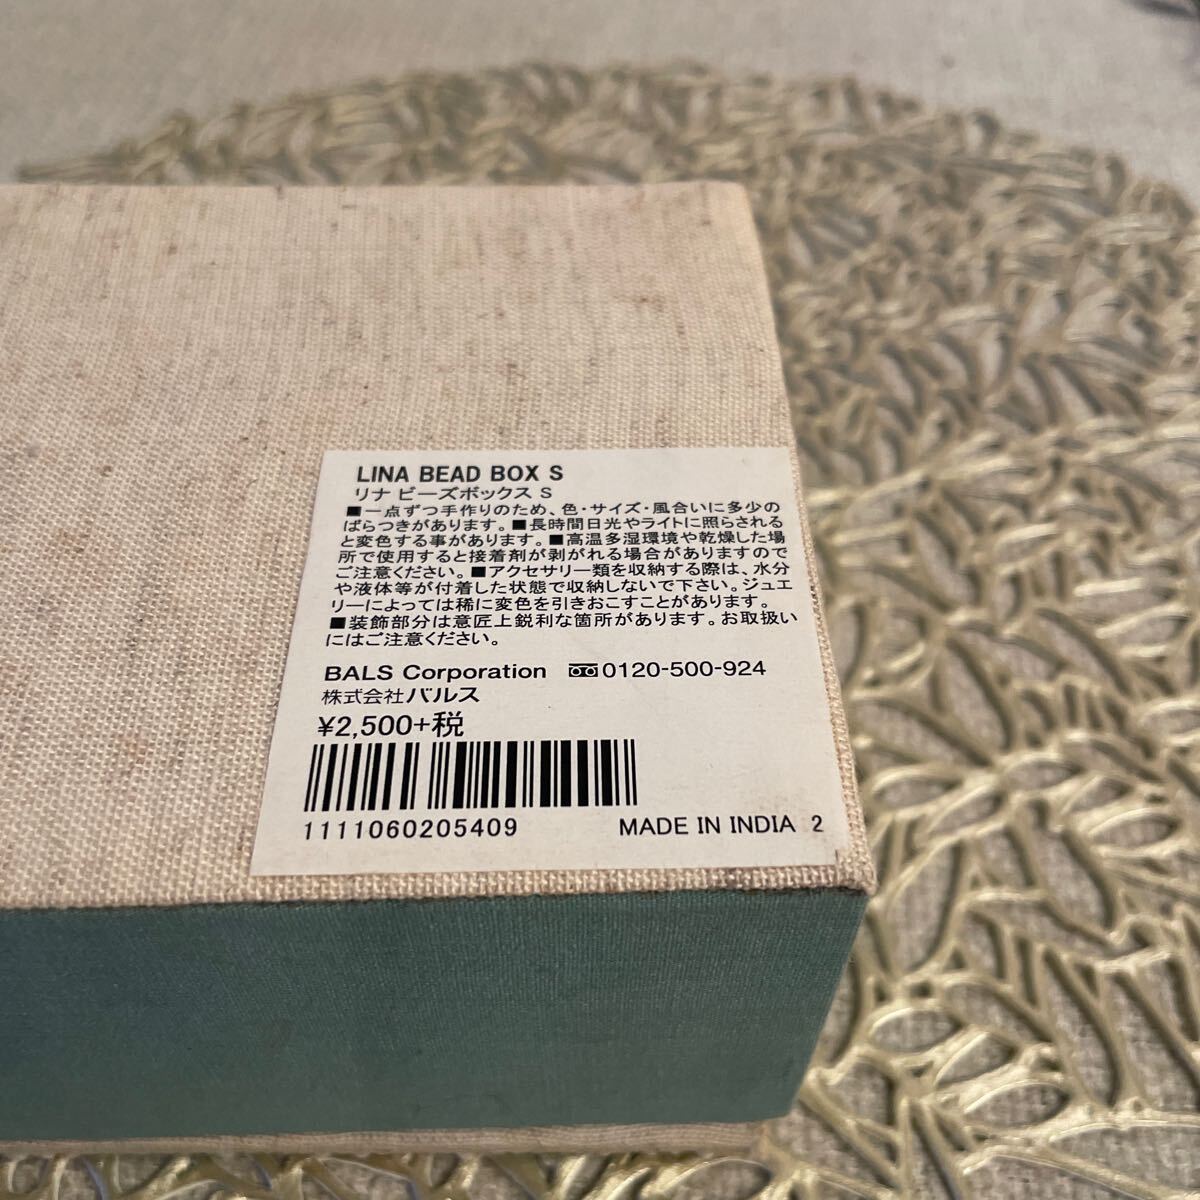 LINA BEAD BOX S
リナ ビーズボックス S
■一点ずつ手作りのため、色・サイズ・風合いに多少の
ばらつきがあります。■長時間日光やライトに照らされる
と変色する事があります。■高温多湿環境や乾燥した場
所で使用すると接着剤が剥がれる場合がありますので
ご注意ください。■アクセサリー類を収納する際は、水分
や液体等が付着した状態で収納しないで下さい。ジュエ
リーによっては稀に変色を引きおこすことがあります。
■装飾部分は意匠上鋭利な箇所があります。お取扱い
にはご注意ください。
BALS Corporation 0120-500-924
株式会社バルス
¥2,500+税
1111060205409 MADE IN INDIA 2